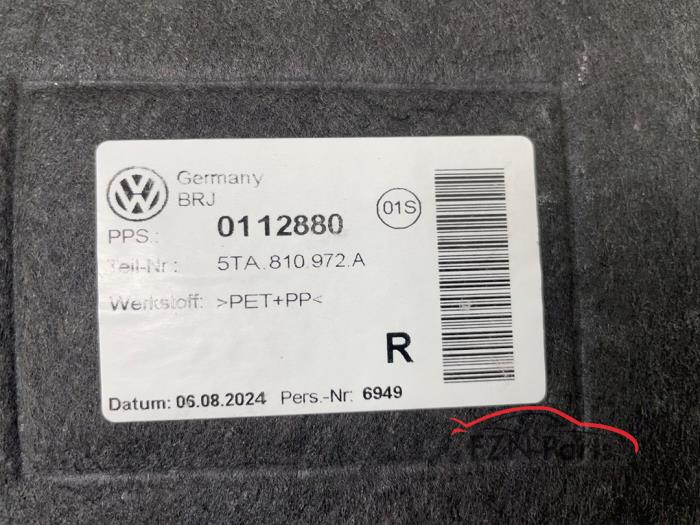 Germany
BRJ
PPS.: 0112880 01S
Teil-Nr.: 5TA.810.972.A
Werkstoff: >PET+PP<
R
Datum: 06.08.2024 Pers.-Nr: 6949
FZN-Parts